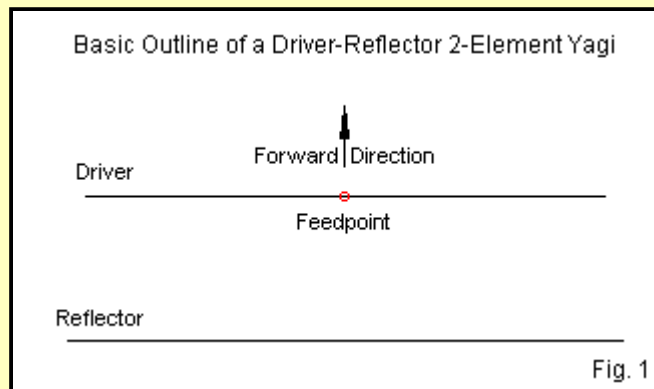 Basic Outline of a Driver-Reflector 2-Element Yagi
Forward Direction
Driver
Feedpoint
Reflector
Fig. 1